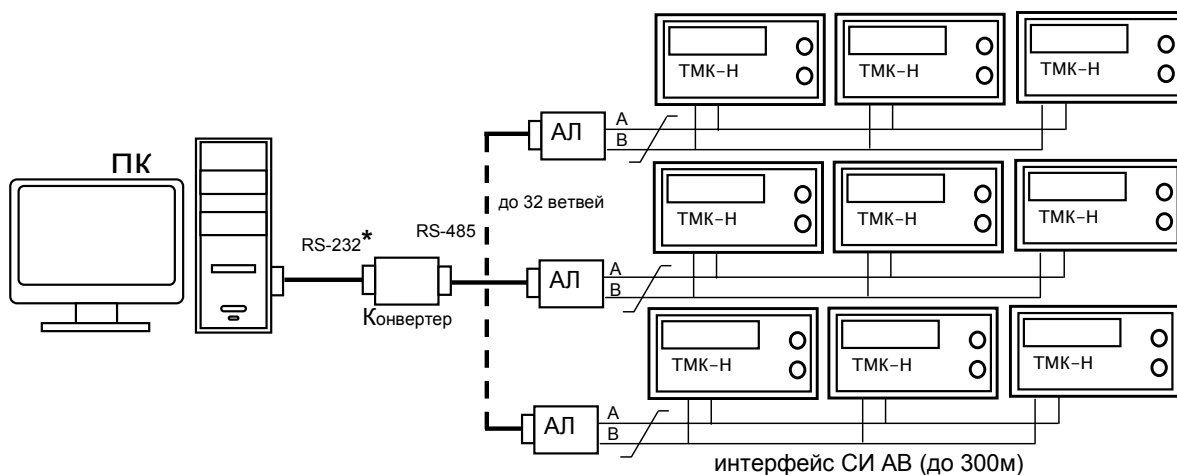 ТМК-Н
ТМК-Н
ТМК-Н
ПК
АЛ
А
В
до 32 ветвей
ТМК-Н
ТМК-Н
ТМК-Н
RS-232*
RS-485
Конвертер
АЛ
А
В
ТМК-Н
ТМК-Н
ТМК-Н
АЛ
А
В
интерфейс СИ АВ (до 300м)